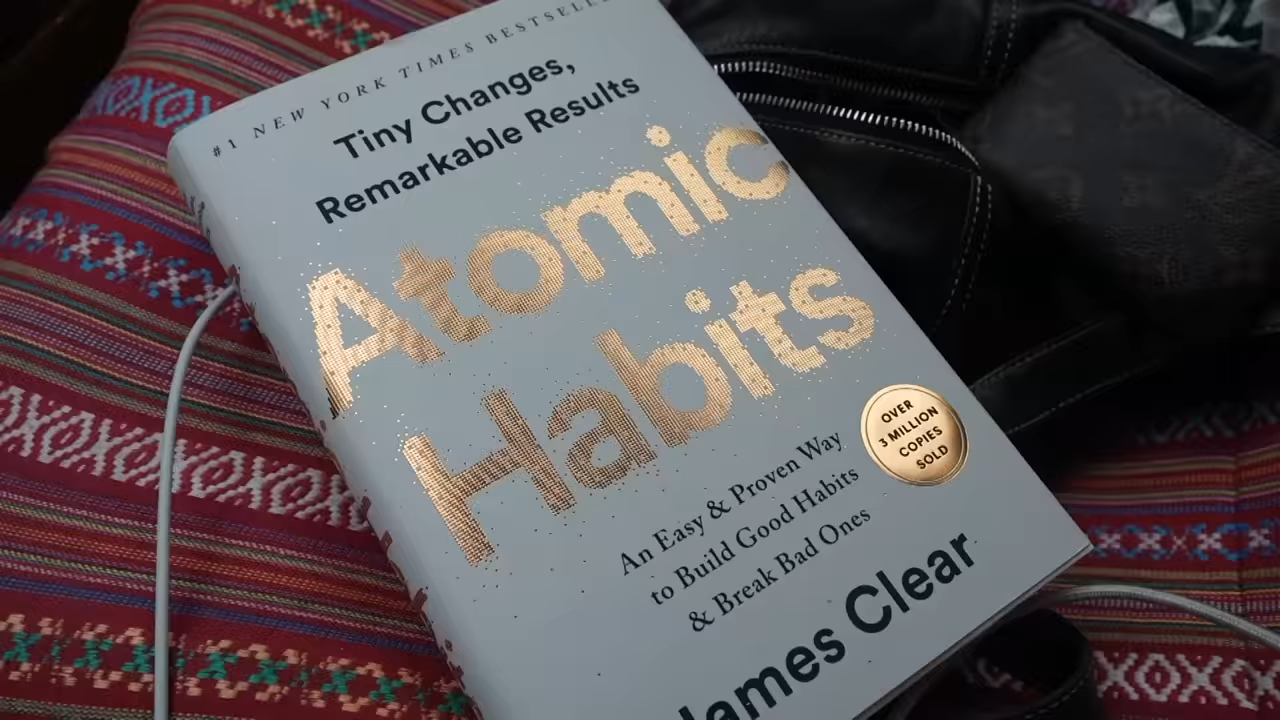 #1 NEW YORK TIMES BESTSELLER
Tiny Changes,
Remarkable Results
Atomic
Habits
An Easy & Proven Way
to Build Good Habits
& Break Bad Ones
OVER
3 MILLION
COPIES
SOLD
James Clear